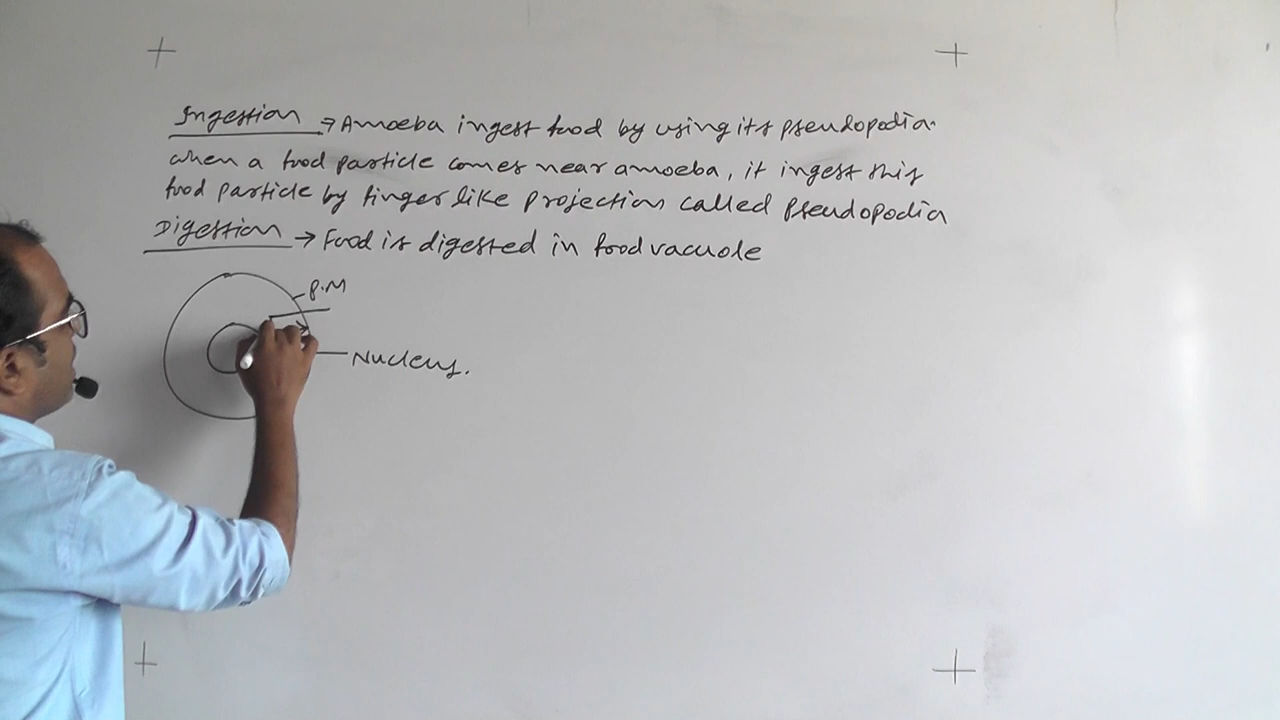 Ingestion → Amoeba ingest food by using its pseudopodia.
when a food particle comes near amoeba, it ingest this
food particle by finger like projection called pseudopodia
Digestion → Food is digested in food vacuole
P.M
Nucleus.